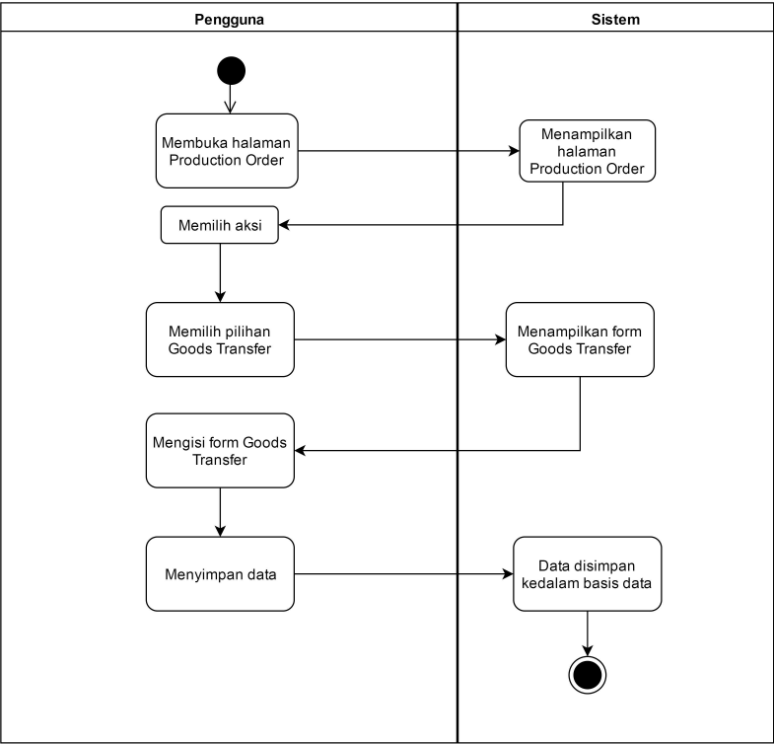 Pengguna
Sistem
Membuka halaman
Production Order
Menampilkan
halaman
Production Order
Memilih aksi
Memilih pilihan
Goods Transfer
Menampilkan form
Goods Transfer
Mengisi form Goods
Transfer
Menyimpan data
Data disimpan
kedalam basis data